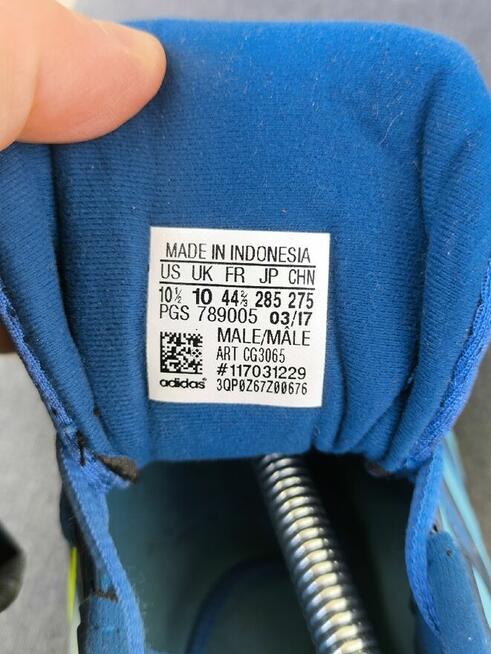 MADE IN INDONESIA
US UK FR JP CHN
10½ 10 44⅔ 285 275
PGS 789005 03/17
MALE/MÂLE
ART CG3065
#117031229
adidas 3QP0Z67Z00676